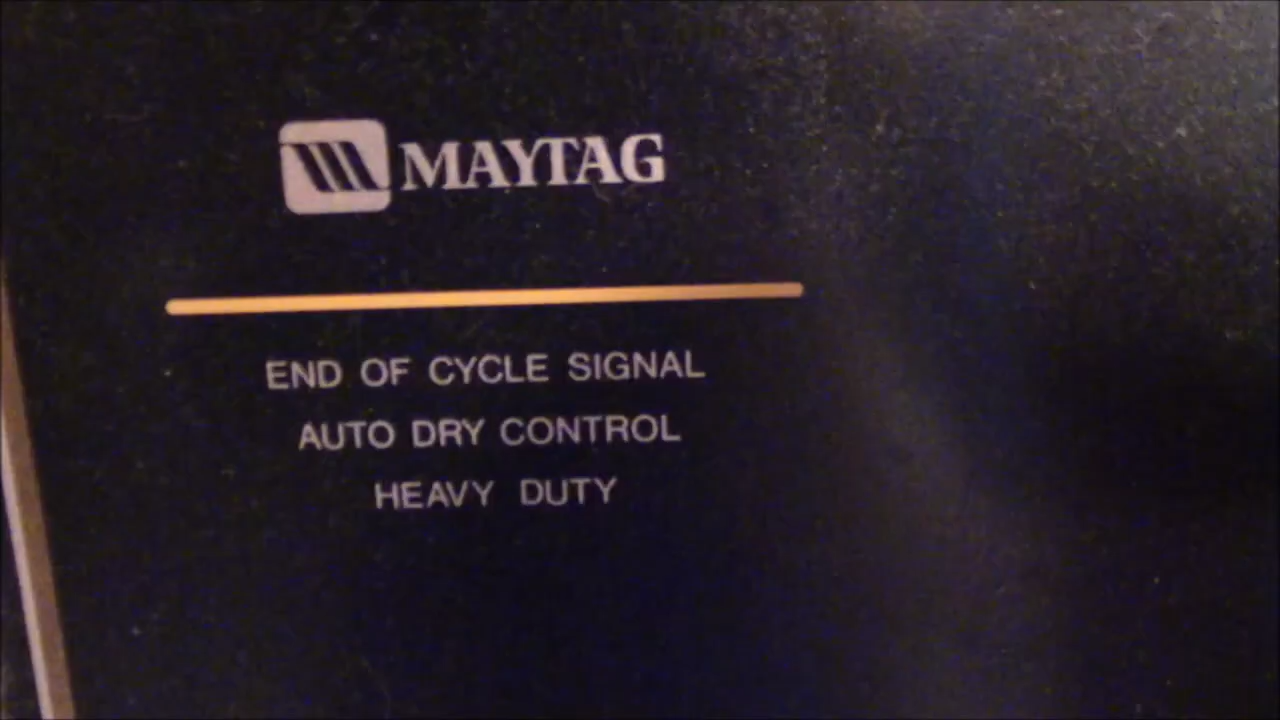 MAYTAG
END OF CYCLE SIGNAL
AUTO DRY CONTROL
HEAVY DUTY